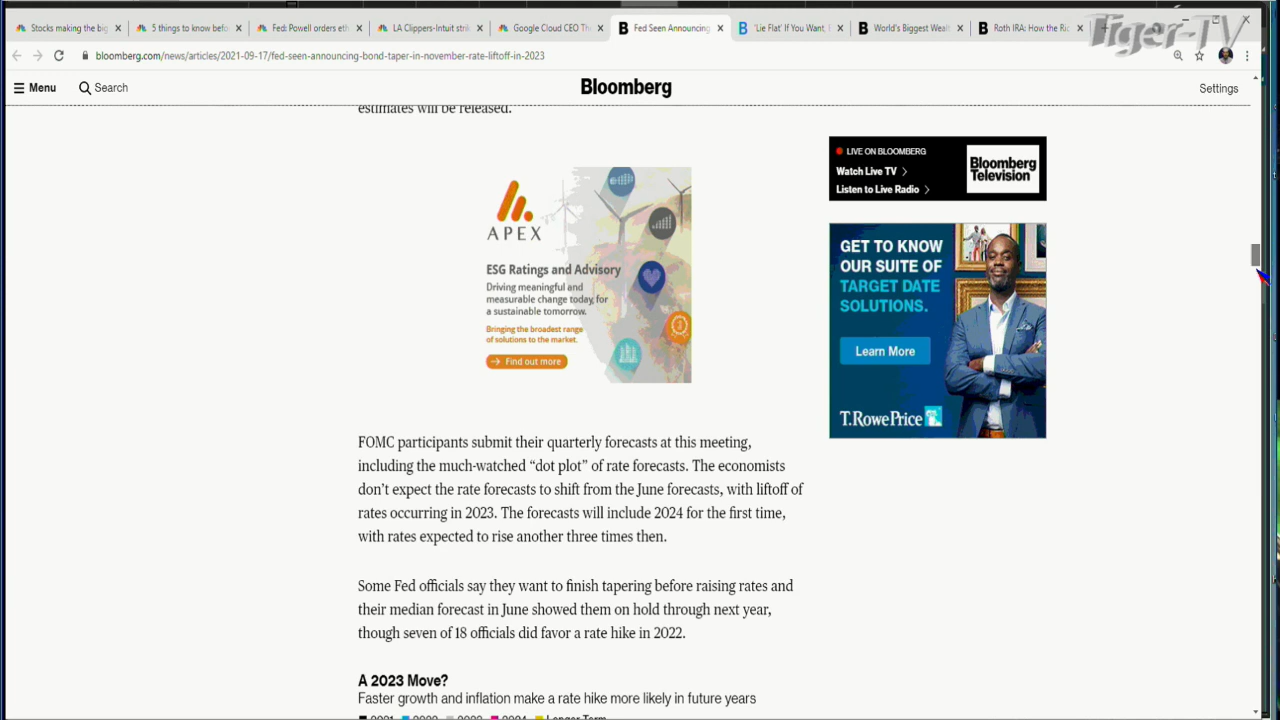 Stocks making the big
5 things to know befo
Fed: Powell orders eth
LA Clippers-Intuit stri
Google Cloud CEO Th
Fed Seen Announcing
'Lie Flat' If You Want,
World's Biggest Wealt
Roth IRA: How the Ric
Tiger-TV
bloomberg.com/news/articles/2021-09-17/fed-seen-announcing-bond-taper-in-november-rate-liftoff-in-2023
Menu
Search
Bloomberg
Settings
estimates will be released.
LIVE ON BLOOMBERG
Watch Live TV
Listen to Live Radio
Bloomberg
Television
APEX
ESG Ratings and Advisory
Driving meaningful and
measurable change today, for
a sustainable tomorrow.
Bringing the broadest range
of solutions to the market.
Find out more
GET TO KNOW
OUR SUITE OF
TARGET DATE
SOLUTIONS.
Learn More
T.RowePrice
FOMC participants submit their quarterly forecasts at this meeting,
including the much-watched “dot plot” of rate forecasts. The economists
don’t expect the rate forecasts to shift from the June forecasts, with liftoff of
rates occurring in 2023. The forecasts will include 2024 for the first time,
with rates expected to rise another three times then.
Some Fed officials say they want to finish tapering before raising rates and
their median forecast in June showed them on hold through next year,
though seven of 18 officials did favor a rate hike in 2022.
A 2023 Move?
Faster growth and inflation make a rate hike more likely in future years
2021 2022 2023 2024 Longer Term